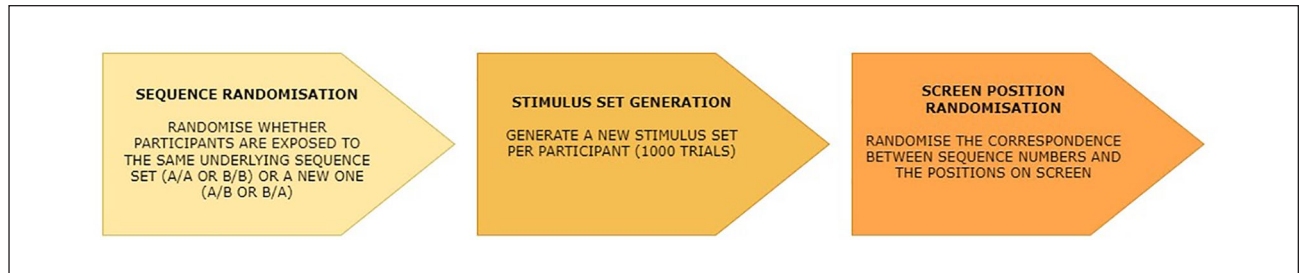 SEQUENCE RANDOMISATION
RANDOMISE WHETHER
PARTICIPANTS ARE EXPOSED TO
THE SAME UNDERLYING SEQUENCE
SET (A/A OR B/B) OR A NEW ONE
(A/B OR B/A)
STIMULUS SET GENERATION
GENERATE A NEW STIMULUS SET
PER PARTICIPANT (1000 TRIALS)
SCREEN POSITION
RANDOMISATION
RANDOMISE THE CORRESPONDENCE
BETWEEN SEQUENCE NUMBERS AND
THE POSITIONS ON SCREEN